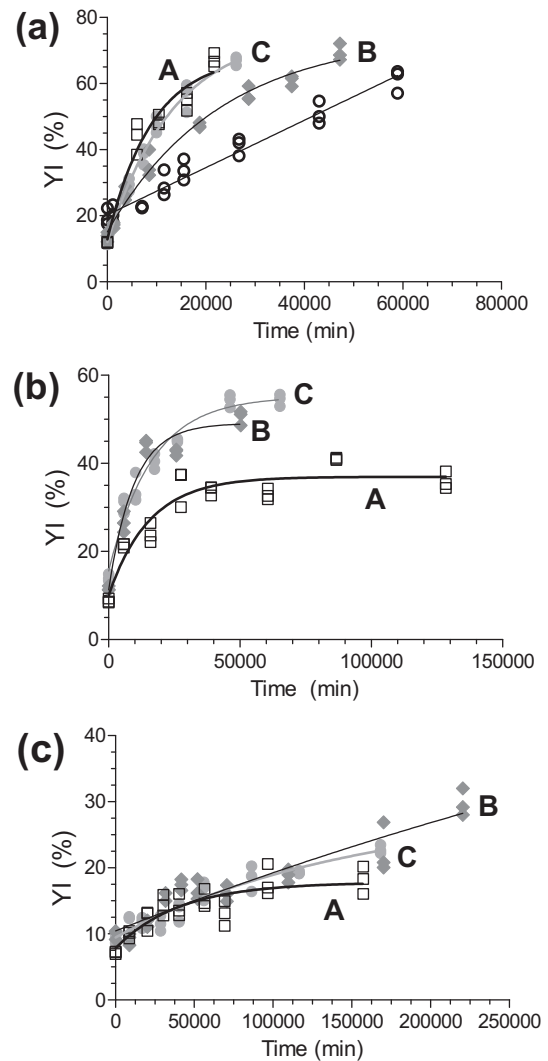 (a)
80
60
40
20
0
YI (%)
A
C
B
0 20000 40000 60000 80000
Time (min)
(b)
60
40
20
0
YI (%)
C
B
A
0 50000 100000 150000
Time (min)
(c)
40
30
20
10
0
YI (%)
B
C
A
0 50000 100000 150000 200000 250000
Time (min)